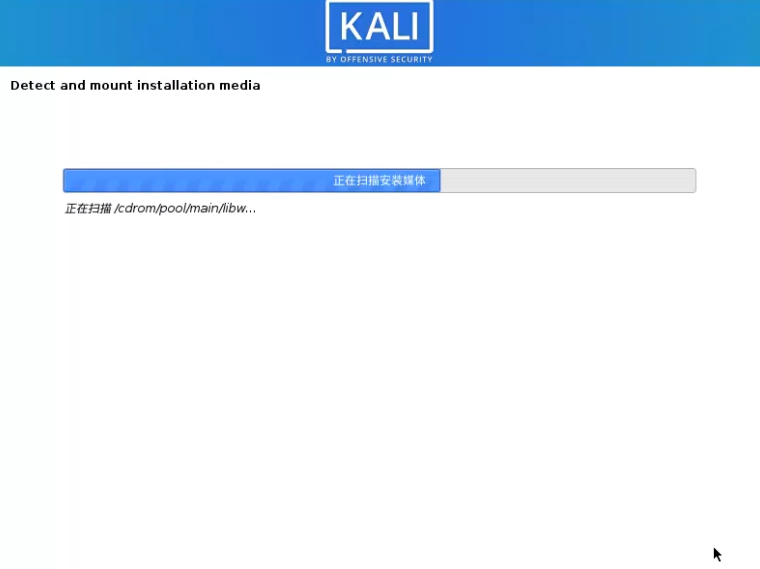 KALI
BY OFFENSIVE SECURITY
Detect and mount installation media
正在扫描安装媒体
正在扫描 /cdrom/pool/main/libw...